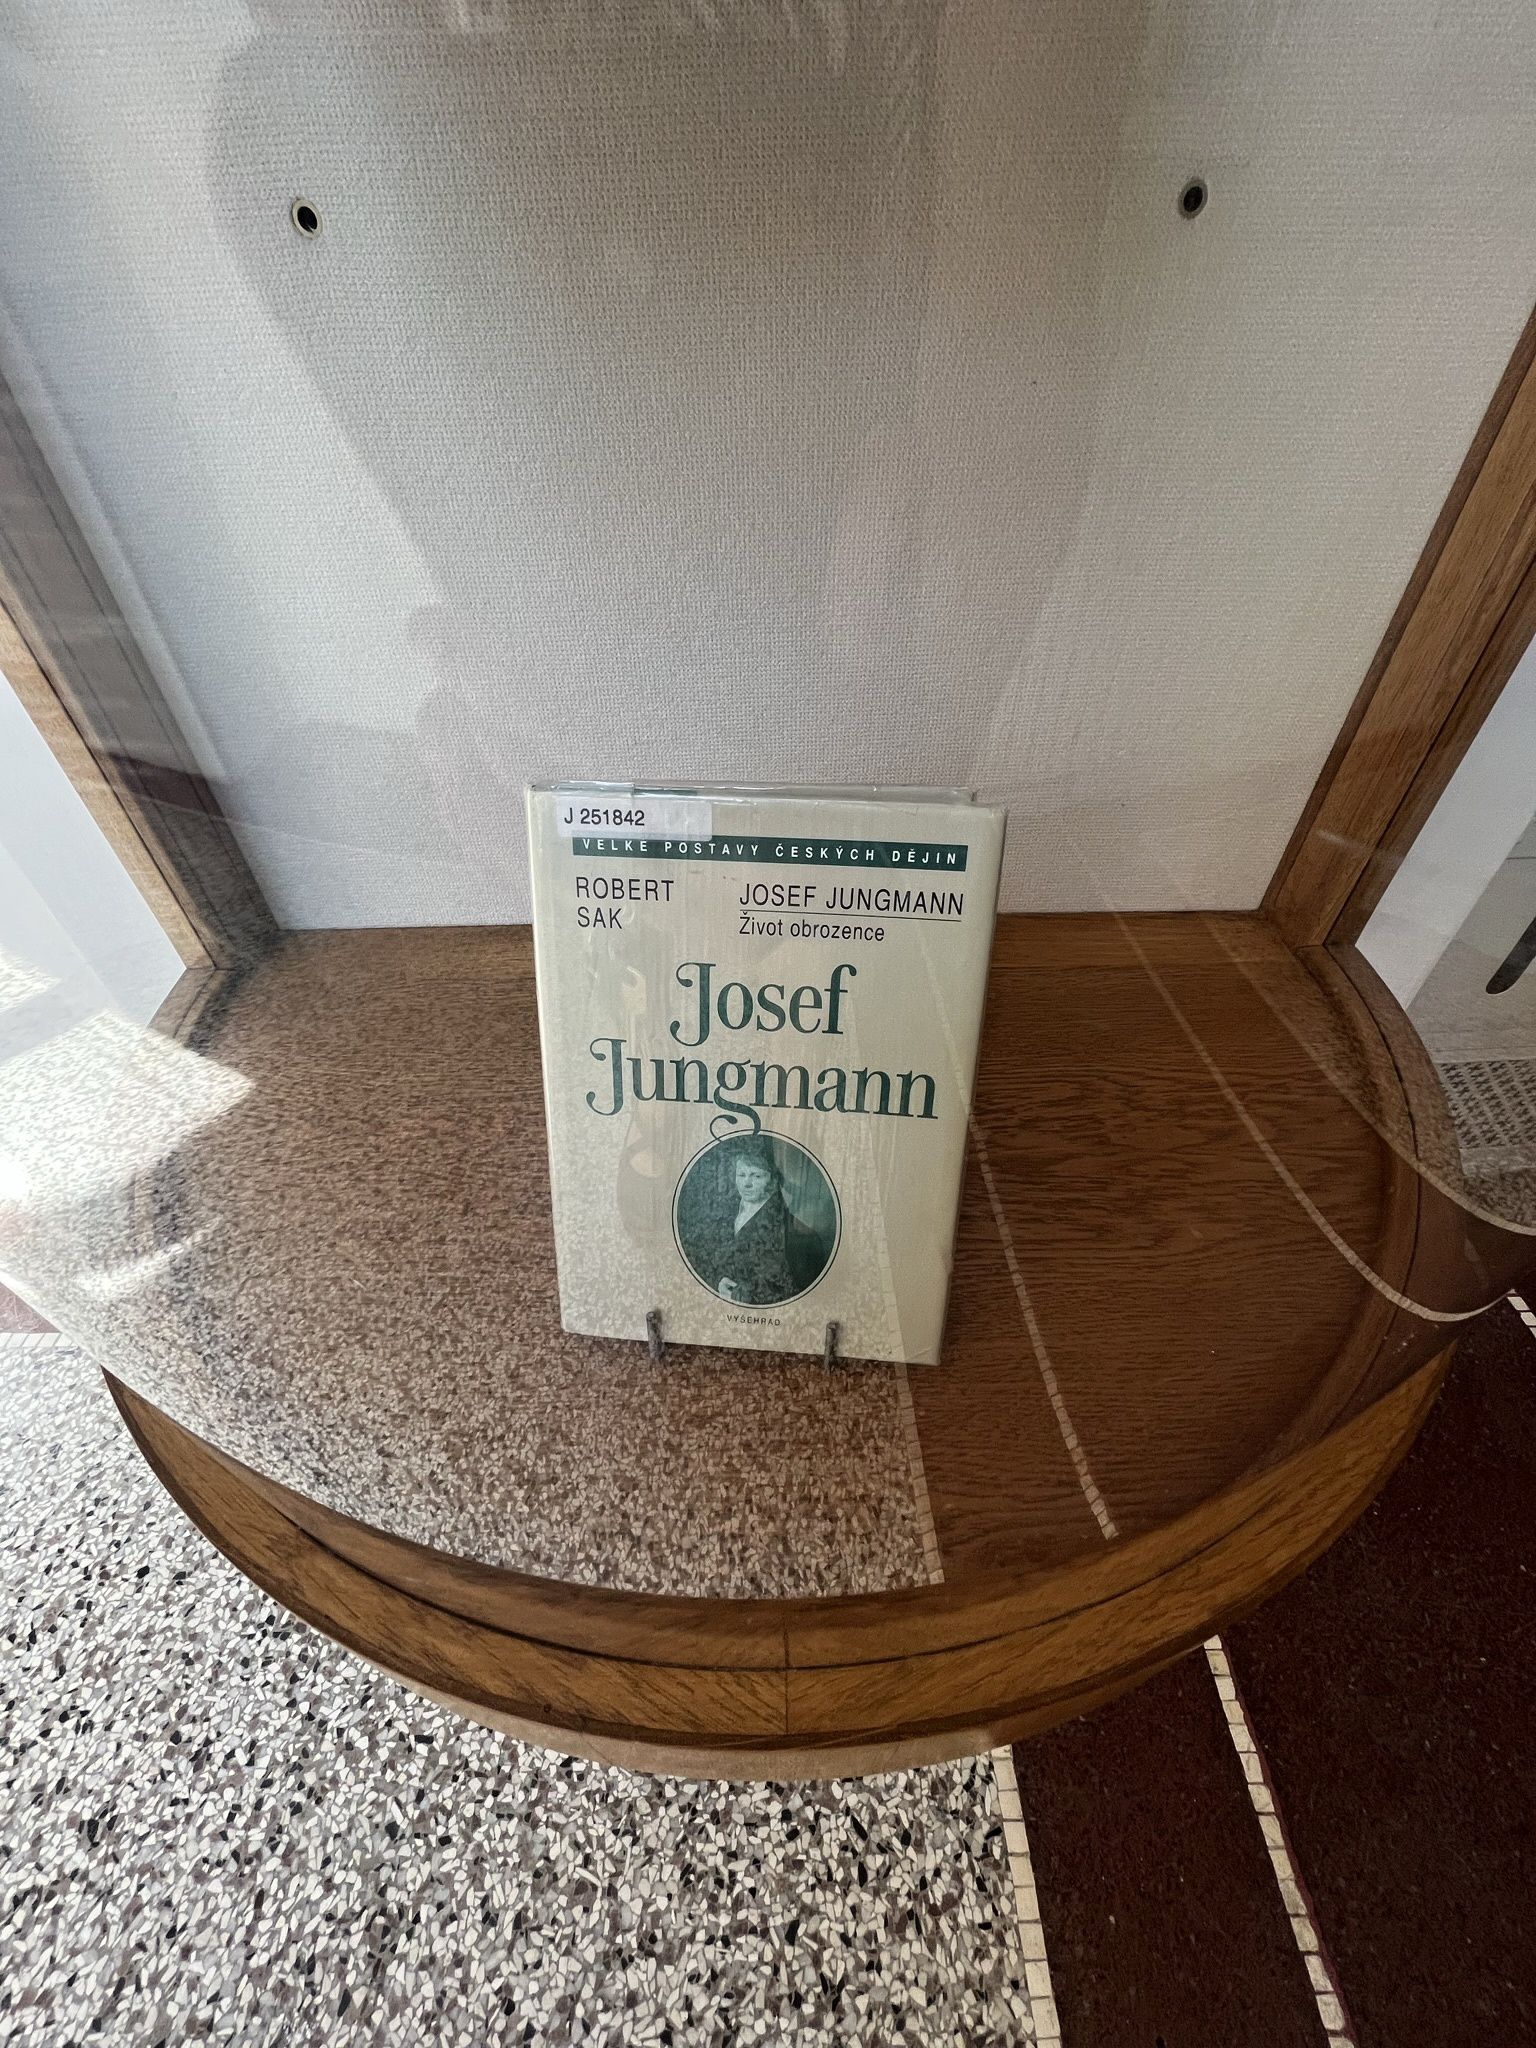 J 251842
VELKÉ POSTAVY ČESKÝCH DĚJIN
ROBERT
SAK
JOSEF JUNGMANN
Život obrozence
Josef
Jungmann
VYŠEHRAD